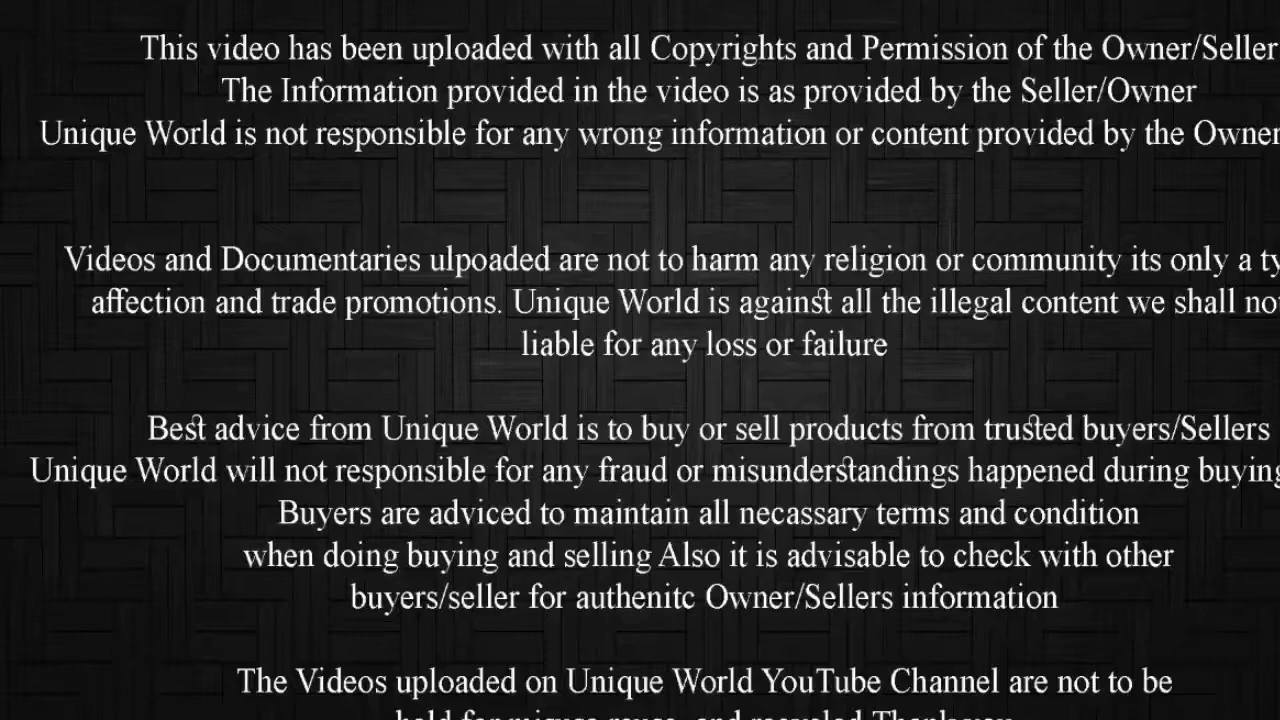 This video has been uploaded with all Copyrights and Permission of the Owner/Seller
The Information provided in the video is as provided by the Seller/Owner
Unique World is not responsible for any wrong information or content provided by the Owner
Videos and Documentaries ulpoaded are not to harm any religion or community its only a ty
affection and trade promotions. Unique World is against all the illegal content we shall no
liable for any loss or failure
Best advice from Unique World is to buy or sell products from trusted buyers/Sellers
Unique World will not responsible for any fraud or misunderstandings happened during buying
Buyers are adviced to maintain all necassary terms and condition
when doing buying and selling Also it is advisable to check with other
buyers/seller for authenitc Owner/Sellers information
The Videos uploaded on Unique World YouTube Channel are not to be